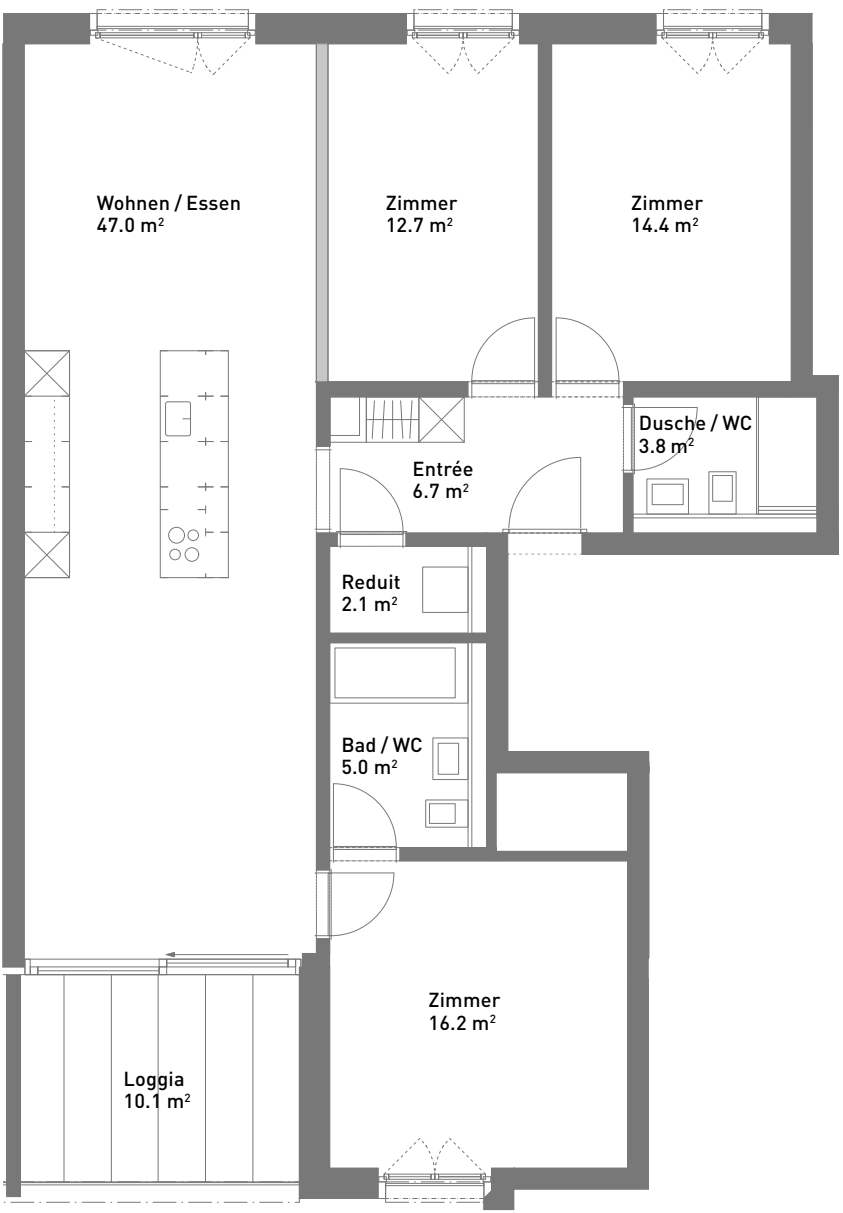 Wohnen / Essen
47.0 m²
Zimmer
12.7 m²
Zimmer
14.4 m²
Dusche / WC
3.8 m²
Entrée
6.7 m²
Reduit
2.1 m²
Bad / WC
5.0 m²
Zimmer
16.2 m²
Loggia
10.1 m²